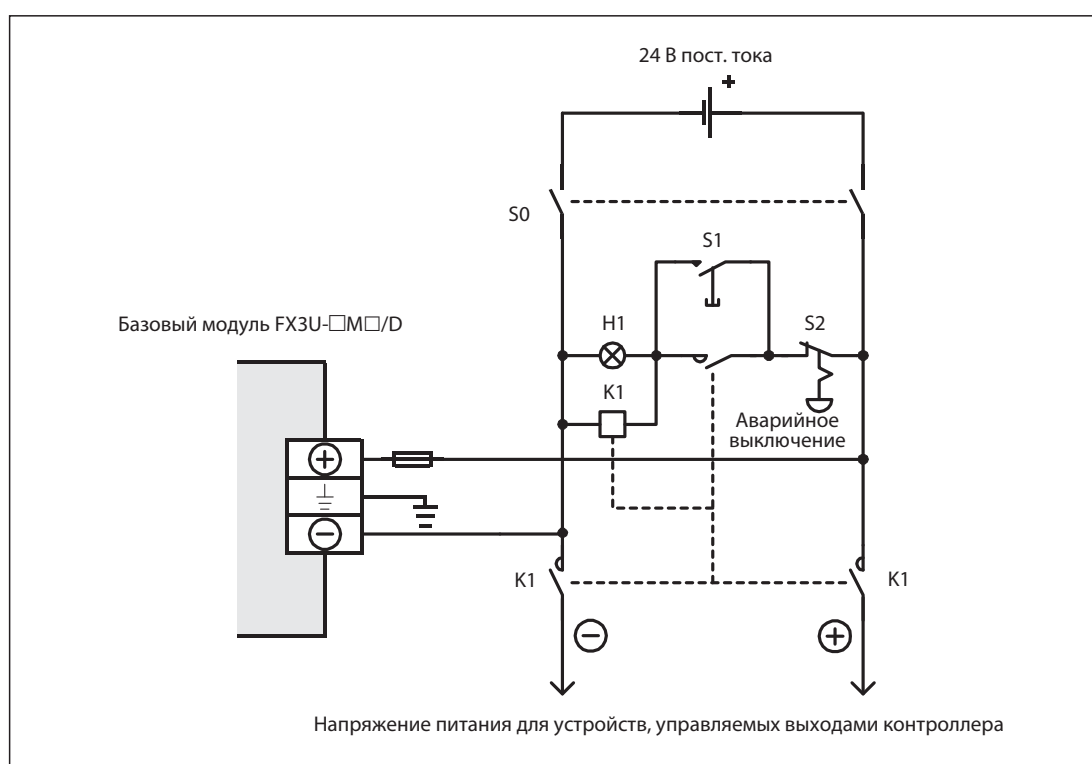 24 В пост. тока
+
S0
S1
Базовый модуль FX3U-□M□/D
H1
S2
K1
Аварийное
выключение
+
−
K1
K1
−
+
Напряжение питания для устройств, управляемых выходами контроллера